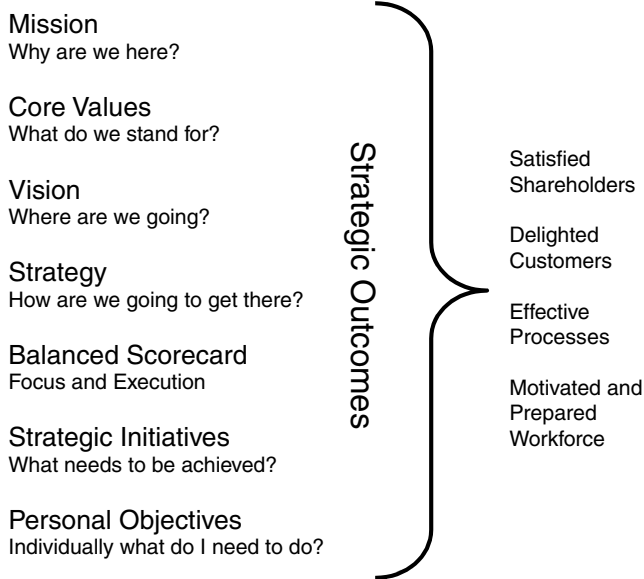 Mission
Why are we here?
Core Values
What do we stand for?
Vision
Where are we going?
Strategy
How are we going to get there?
Balanced Scorecard
Focus and Execution
Strategic Initiatives
What needs to be achieved?
Personal Objectives
Individually what do I need to do?
Strategic Outcomes
Satisfied
Shareholders
Delighted
Customers
Effective
Processes
Motivated and
Prepared
Workforce